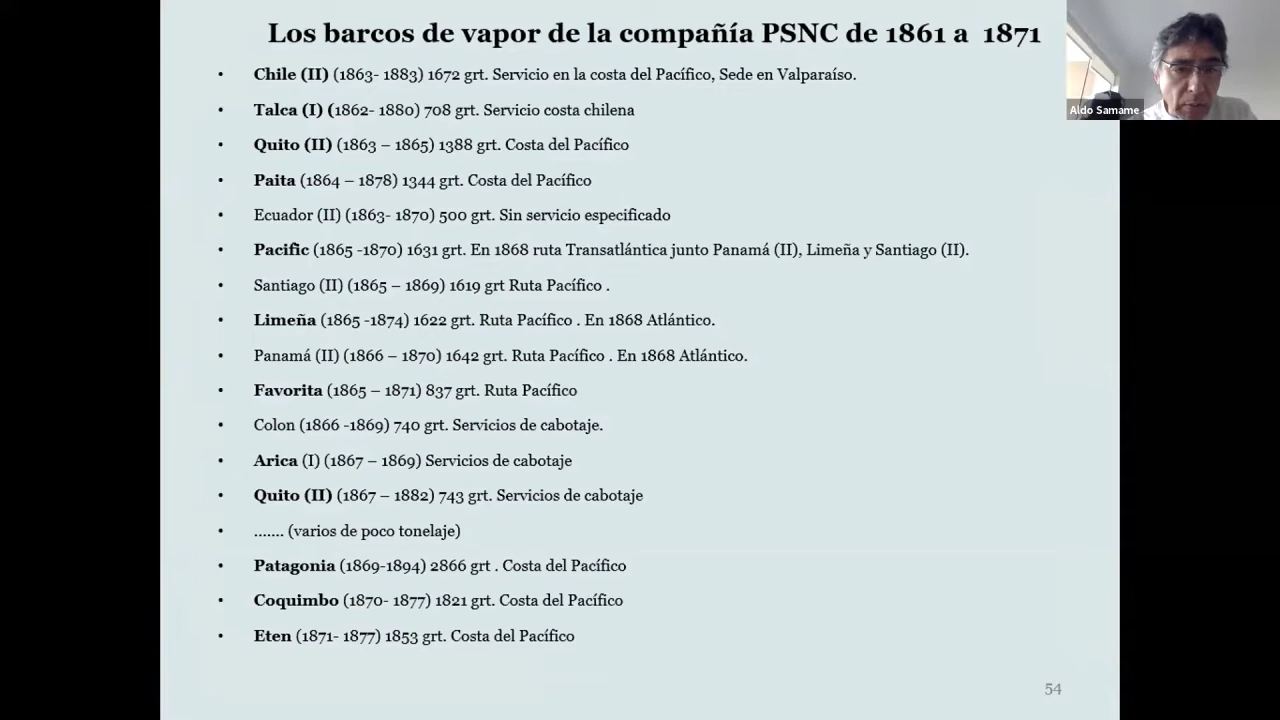 Los barcos de vapor de la compañía PSNC de 1861 a 1871
• Chile (II) (1863- 1883) 1672 grt. Servicio en la costa del Pacífico, Sede en Valparaíso.
• Talca (I) (1862- 1880) 708 grt. Servicio costa chilena
• Quito (II) (1863 – 1865) 1388 grt. Costa del Pacífico
• Paita (1864 – 1878) 1344 grt. Costa del Pacífico
• Ecuador (II) (1863- 1870) 500 grt. Sin servicio especificado
• Pacific (1865 -1870) 1631 grt. En 1868 ruta Transatlántica junto Panamá (II), Limeña y Santiago (II).
• Santiago (II) (1865 – 1869) 1619 grt Ruta Pacífico .
• Limeña (1865 -1874) 1622 grt. Ruta Pacífico . En 1868 Atlántico.
• Panamá (II) (1866 – 1870) 1642 grt. Ruta Pacífico . En 1868 Atlántico.
• Favorita (1865 – 1871) 837 grt. Ruta Pacífico
• Colon (1866 -1869) 740 grt. Servicios de cabotaje.
• Arica (I) (1867 – 1869) Servicios de cabotaje
• Quito (II) (1867 – 1882) 743 grt. Servicios de cabotaje
• ....... (varios de poco tonelaje)
• Patagonia (1869-1894) 2866 grt . Costa del Pacífico
• Coquimbo (1870- 1877) 1821 grt. Costa del Pacífico
• Eten (1871- 1877) 1853 grt. Costa del Pacífico
54
Aldo Samame